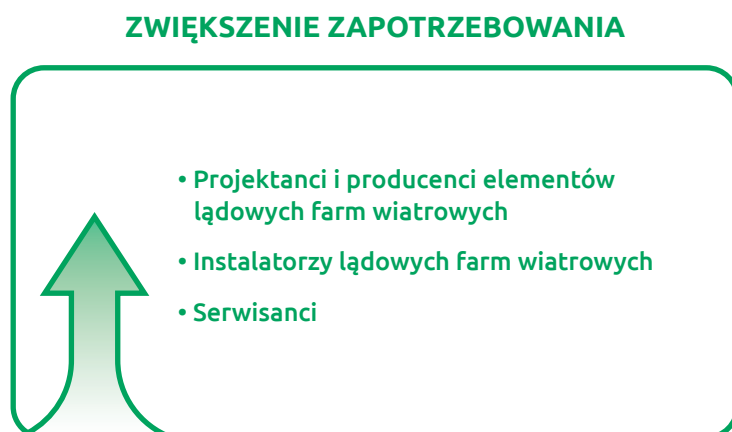 ZWIĘKSZENIE ZAPOTRZEBOWANIA
• Projektanci i producenci elementów
lądowych farm wiatrowych
• Instalatorzy lądowych farm wiatrowych
• Serwisanci